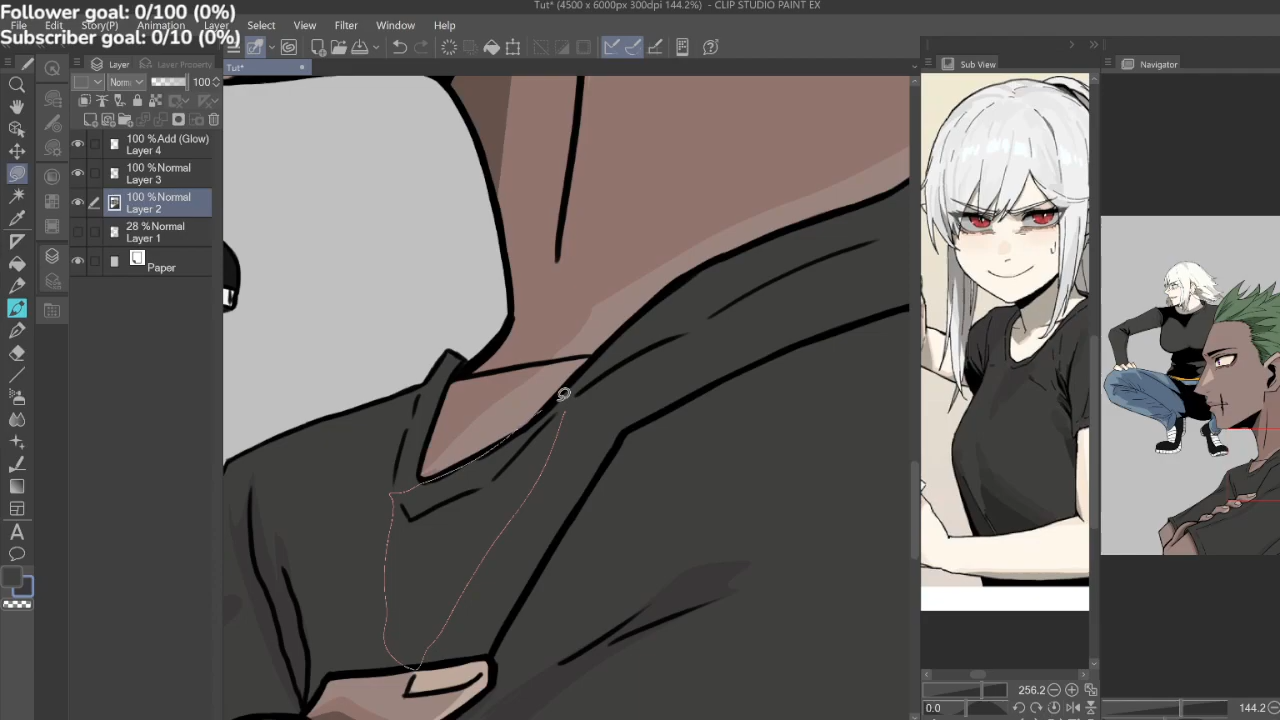 Follower goal: 0/100 (0%)
Subscriber goal: 0/10 (0%)
Tut* (4500 x 6000px 300dpi 144.2%) - CLIP STUDIO PAINT EX
File Edit Story(P) Animation Layer Select View Filter Window Help
Tut*
Layer
Layer Property
Norm
100
100 %Add (Glow)
Layer 4
100 %Normal
Layer 3
100 %Normal
Layer 2
28 %Normal
Layer 1
Paper
Sub View
Navigator
256.2
0.0
144.2